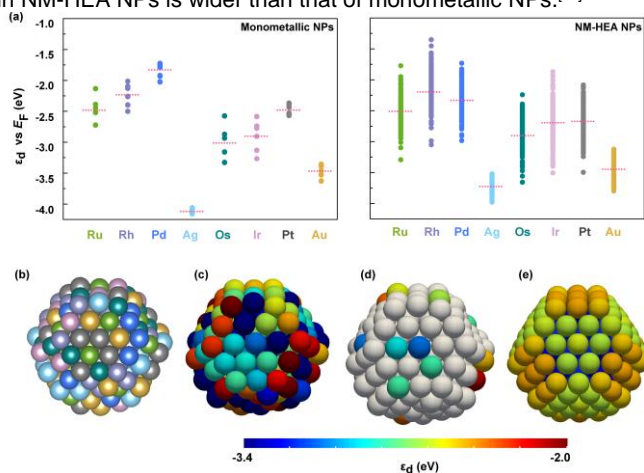 in NM-HEA NPs is wider than that of monometallic NPs.
(a)
Monometallic NPs
NM-HEA NPs
εd vs EF (eV)
-1.0
-1.5
-2.0
-2.5
-3.0
-3.5
-4.0
Ru Rh Pd Ag Os Ir Pt Au
Ru Rh Pd Ag Os Ir Pt Au
(b) (c) (d) (e)
-3.4 -2.0
εd (eV)